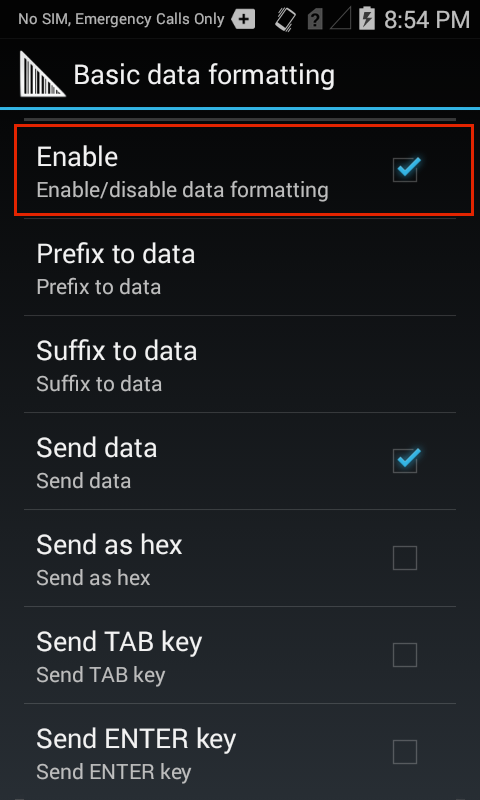 No SIM, Emergency Calls Only 8:54 PM
Basic data formatting
Enable
Enable/disable data formatting
Prefix to data
Prefix to data
Suffix to data
Suffix to data
Send data
Send data
Send as hex
Send as hex
Send TAB key
Send TAB key
Send ENTER key
Send ENTER key